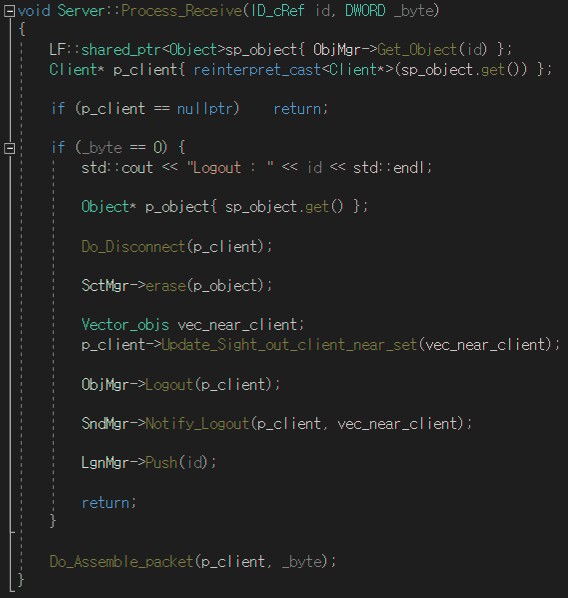 void Server::Process_Receive(ID_cRef id, DWORD _byte)
{
LF::shared_ptr<Object>sp_object{ ObjMgr->Get_Object(id) };
Client* p_client{ reinterpret_cast<Client*>(sp_object.get()) };
if (p_client == nullptr)    return;
if (_byte == 0) {
std::cout << "Logout : " << id << std::endl;
Object* p_object{ sp_object.get() };
Do_Disconnect(p_client);
SctMgr->erase(p_object);
Vector_objs vec_near_client;
p_client->Update_Sight_out_client_near_set(vec_near_client);
ObjMgr->Logout(p_client);
SndMgr->Notify_Logout(p_client, vec_near_client);
LgnMgr->Push(id);
return;
}
Do_Assemble_packet(p_client, _byte);
}